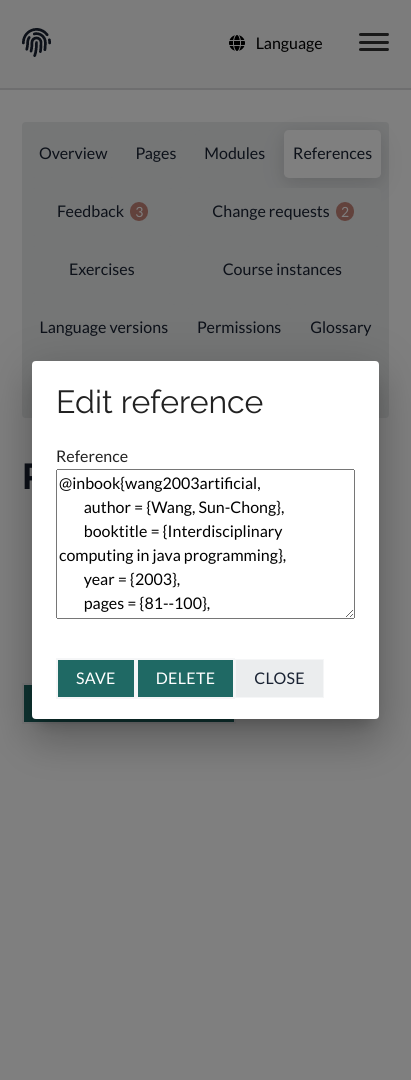 Language
Overview Pages Modules References
Feedback 3 Change requests 2
Exercises Course instances
Language versions Permissions Glossary
Edit reference
Reference
@inbook{wang2003artificial,
author = {Wang, Sun-Chong},
booktitle = {Interdisciplinary
computing in java programming},
year = {2003},
pages = {81--100},
SAVE DELETE CLOSE